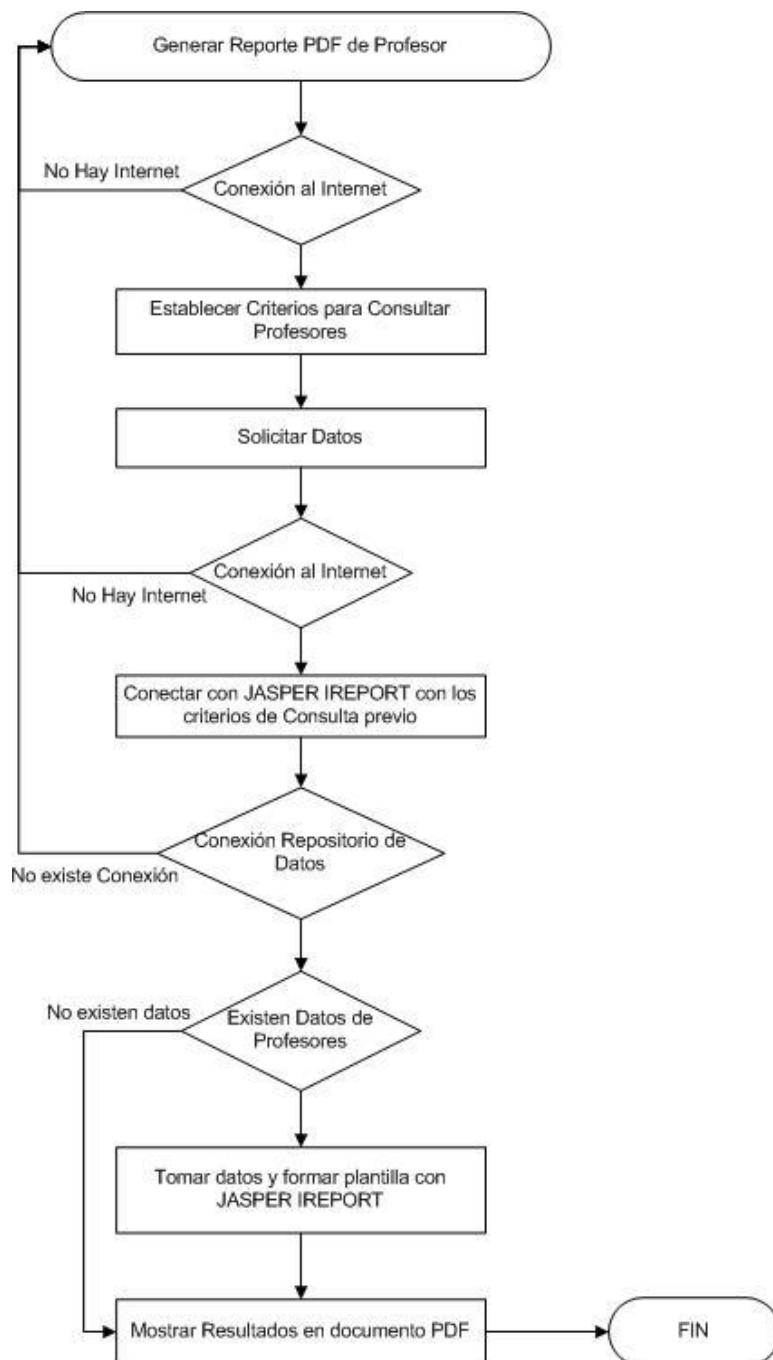 Generar Reporte PDF de Profesor
No Hay Internet
Conexión al Internet
Establecer Criterios para Consultar
Profesores
Solicitar Datos
Conexión al Internet
No Hay Internet
Conectar con JASPER IREPORT con los
criterios de Consulta previo
Conexión Repositorio de
Datos
No existe Conexión
No existen datos
Existen Datos de
Profesores
Tomar datos y formar plantilla con
JASPER IREPORT
Mostrar Resultados en documento PDF
FIN